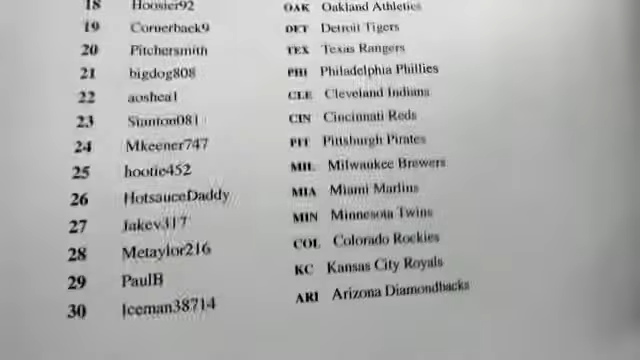 18 Hoosier92 OAK Oakland Athletics
19 Cornerback9 DET Detroit Tigers
20 Pitchersmith TEX Texas Rangers
21 bigdog808 PHI Philadelphia Phillies
22 aoshea1 CLE Cleveland Indians
23 Stanton081 CIN Cincinnati Reds
24 Mkeener747 PIT Pittsburgh Pirates
25 hootie452 MIL Milwaukee Brewers
26 HotsauceDaddy MIA Miami Marlins
27 Jakev317 MIN Minnesota Twins
28 Metaylor216 COL Colorado Rockies
29 PaulB KC Kansas City Royals
30 Iceman38714 ARI Arizona Diamondbacks